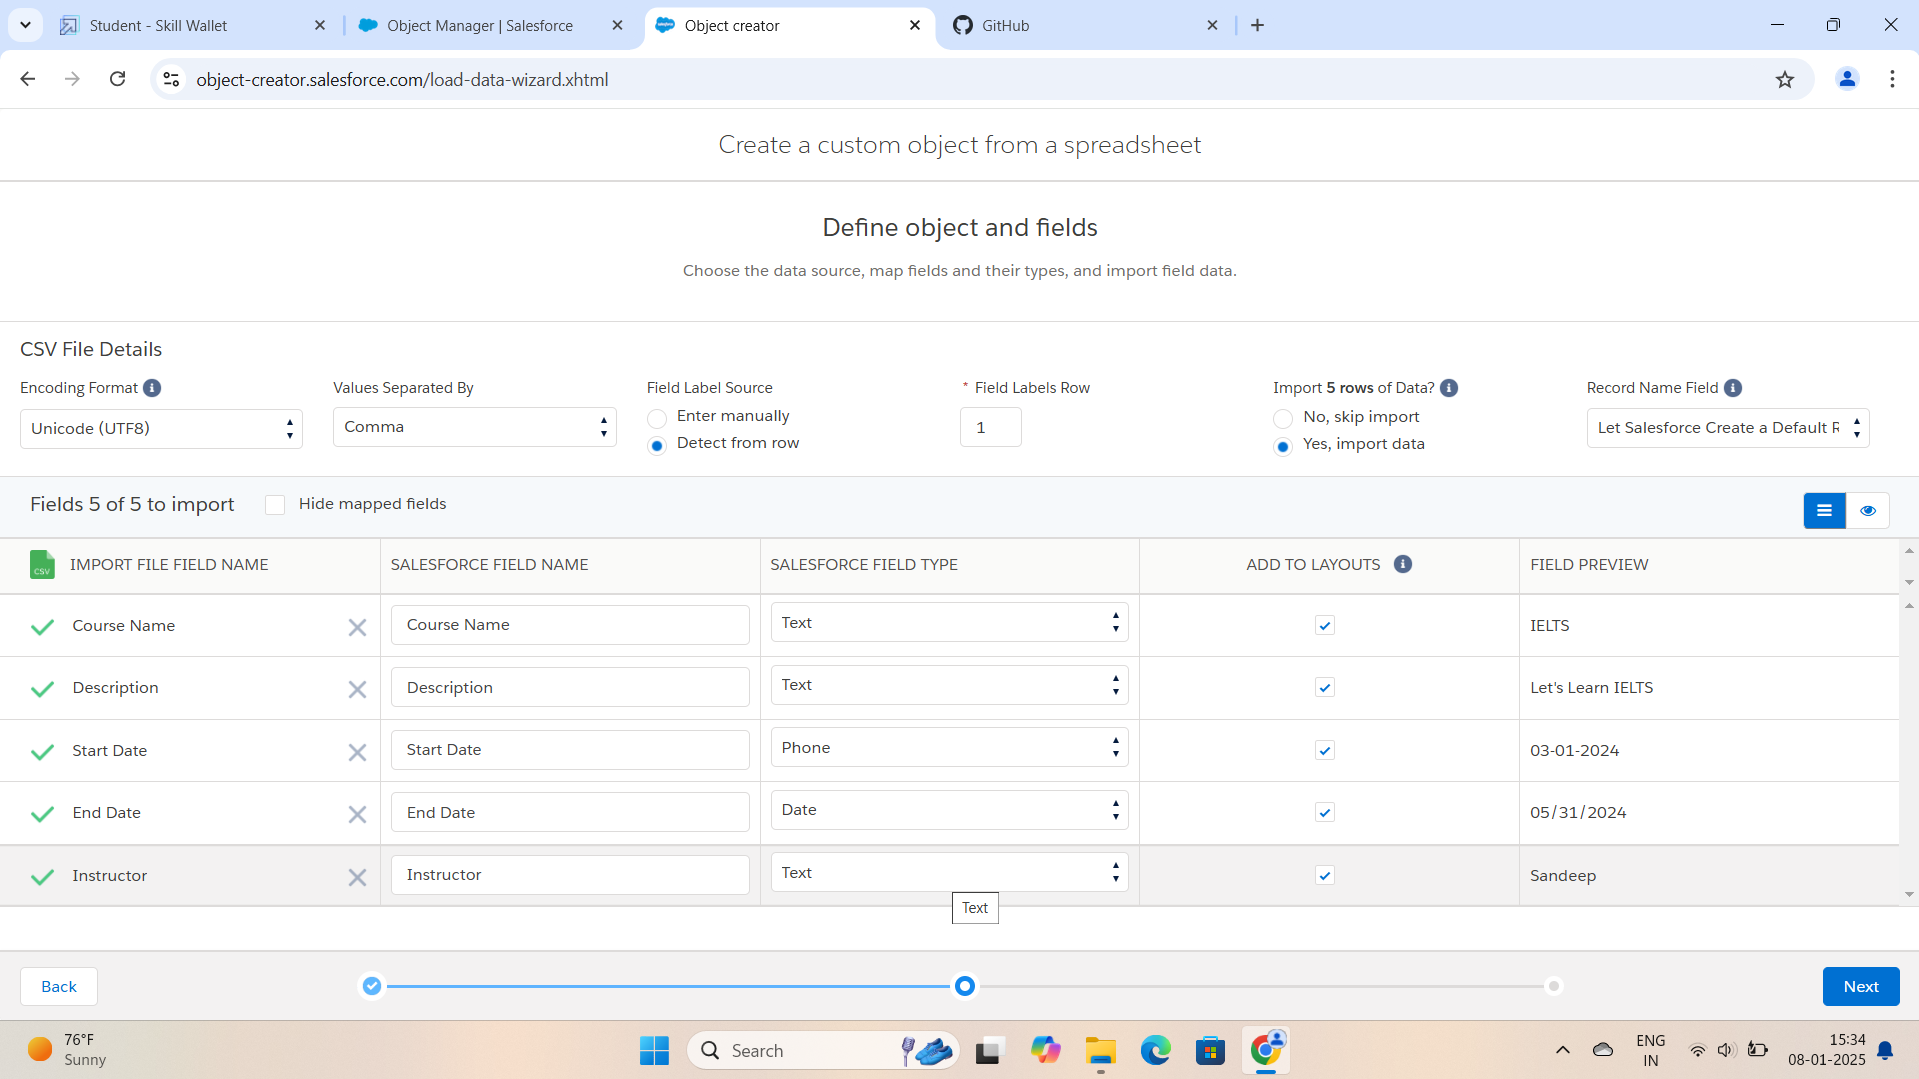 Student - Skill Wallet
Object Manager | Salesforce
Object creator
GitHub
object-creator.salesforce.com/load-data-wizard.xhtml
Create a custom object from a spreadsheet
Define object and fields
Choose the data source, map fields and their types, and import field data.
CSV File Details
Encoding Format
Values Separated By
Field Label Source
* Field Labels Row
Import 5 rows of Data?
Record Name Field
Unicode (UTF8)
Comma
Enter manually
Detect from row
1
No, skip import
Yes, import data
Let Salesforce Create a Default R
Fields 5 of 5 to import
Hide mapped fields
CSV
IMPORT FILE FIELD NAME
SALESFORCE FIELD NAME
SALESFORCE FIELD TYPE
ADD TO LAYOUTS
FIELD PREVIEW
Course Name
Course Name
Text
IELTS
Description
Description
Text
Let's Learn IELTS
Start Date
Start Date
Phone
03-01-2024
End Date
End Date
Date
05/31/2024
Instructor
Instructor
Text
Sandeep
Text
Back
Next
76°F
Sunny
Search
ENG
IN
15:34
08-01-2025